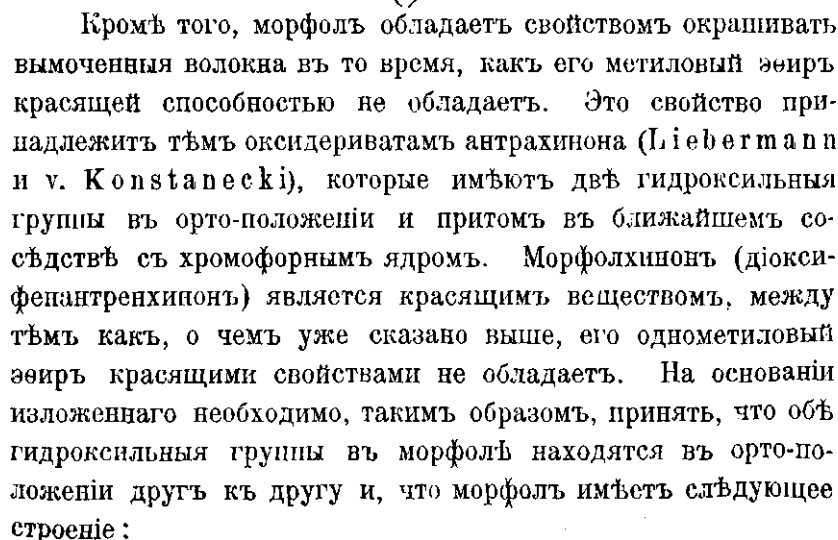 Кромѣ того, морфолъ обладаетъ свойствомъ окрашивать
вымоченныя волокна въ то время, какъ его метиловый эѳиръ
красящей способностью не обладаетъ. Это свойство при-
надлежитъ тѣмъ оксидериватамъ антрахинона (Liebermann
и v. Konstanecki), которые имѣютъ двѣ гидроксильныя
группы въ орто-положеніи и притомъ въ ближайшемъ со-
сѣдствѣ съ хромофорнымъ ядромъ. Морфолхинонъ (діокси-
фенантренхинонъ) является красящимъ веществомъ, между
тѣмъ какъ, о чемъ уже сказано выше, его однометиловый
эѳиръ красящими свойствами не обладаетъ. На основаніи
изложеннаго необходимо, такимъ образомъ, принять, что обѣ
гидроксильныя группы въ морфолѣ находятся въ орто-по-
ложеніи другъ къ другу и, что морфолъ имѣетъ слѣдующее
строеніе: